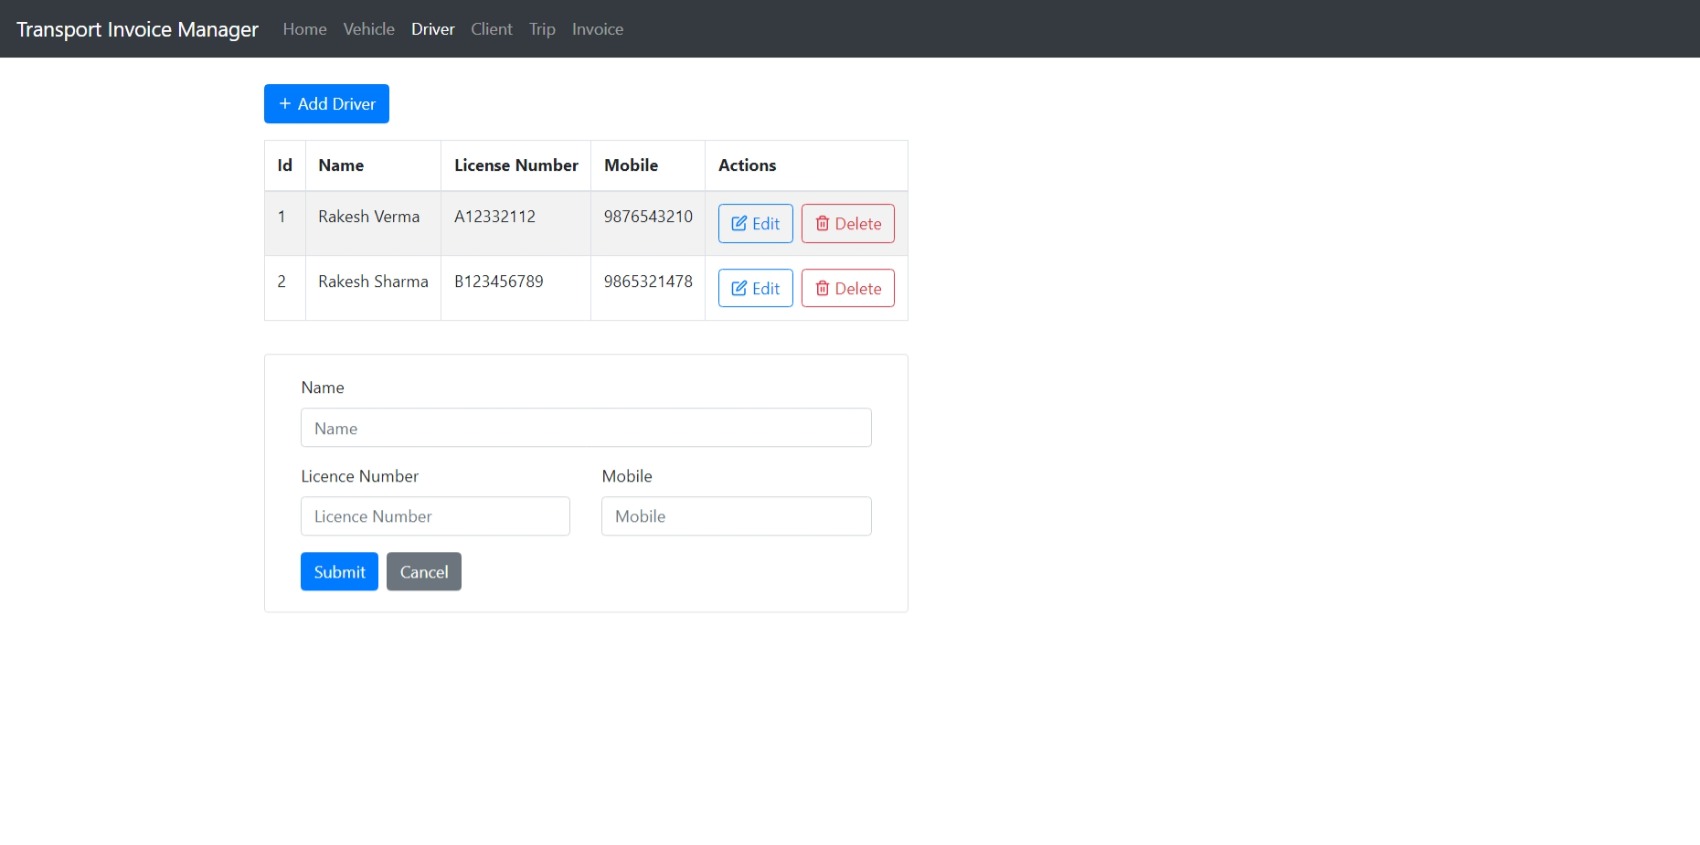 Transport Invoice Manager Home Vehicle Driver Client Trip Invoice
+ Add Driver
Id Name License Number Mobile Actions
1 Rakesh Verma A12332112 9876543210 Edit Delete
2 Rakesh Sharma B123456789 9865321478 Edit Delete
Name
Name
Licence Number Mobile
Licence Number Mobile
Submit Cancel